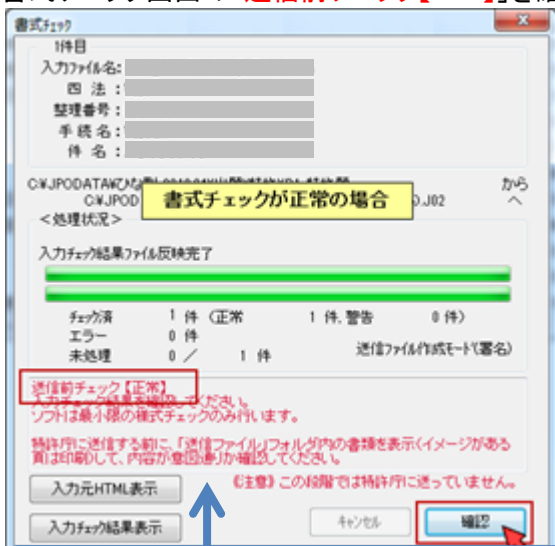 書式チェック
1件目
入力ファイル名:
四 法 :
整理番号:
手続名:
件 名:
から
C:¥JPOD
書式チェックが正常の場合
.J02
へ
<処理状況>
入力チェック結果ファイル反映完了
チェック済 1 件 (正常 1 件, 警告 0 件)
エラー 0 件
未処理 0 / 1 件 送信ファイル作成モード(署名)
送信前チェック【正常】
入力チェック結果を確認してください。
ソフトは最小限の様式チェックのみ行います。
特許庁に送信する前に、「送信ファイル」フォルダ内の書類を表示(イメージがある
頁は印刷)して、内容が意図通りか確認してください。
入力元HTML表示
《注意》この段階では特許庁に送っていません。
入力チェック結果表示
キャンセル
確認